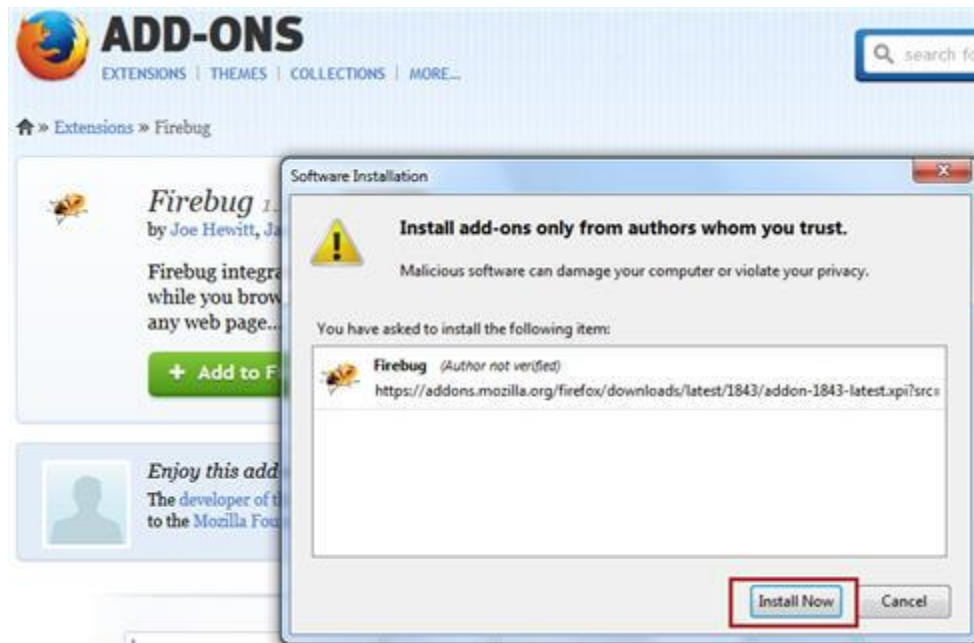 ADD-ONS
EXTENSIONS | THEMES | COLLECTIONS | MORE...
search fo
» Extensions » Firebug
Firebug 1.
by Joe Hewitt, Ja
Firebug integra
while you brow
any web page...
+ Add to F
Enjoy this add
The developer of t
to the Mozilla Fou
Software Installation
Install add-ons only from authors whom you trust.
Malicious software can damage your computer or violate your privacy.
You have asked to install the following item:
Firebug (Author not verified)
https://addons.mozilla.org/firefox/downloads/latest/1843/addon-1843-latest.xpi?src=
Install Now
Cancel